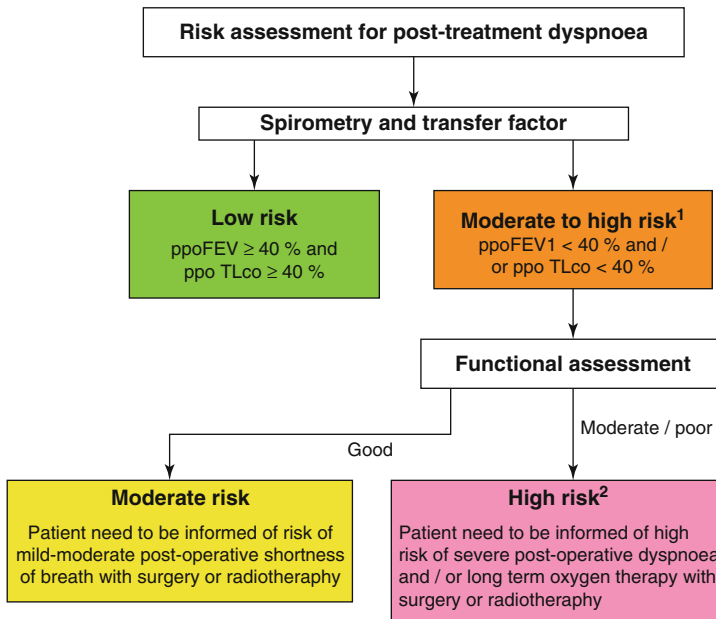 Risk assessment for post-treatment dyspnoea
Spirometry and transfer factor
Low risk
ppoFEV ≥ 40 % and
ppo TLco ≥ 40 %
Moderate to high risk¹
ppoFEV1 < 40 % and /
or ppo TLco < 40 %
Functional assessment
Good
Moderate / poor
Moderate risk
Patient need to be informed of risk of
mild-moderate post-operative shortness
of breath with surgery or radiotheraphy
High risk²
Patient need to be informed of high
risk of severe post-operative dyspnoea
and / or long term oxygen therapy with
surgery or radiotheraphy